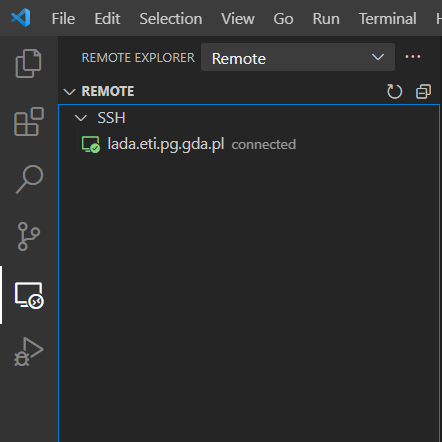 File Edit Selection View Go Run Terminal H
REMOTE EXPLORER Remote
REMOTE
SSH
lada.eti.pg.gda.pl connected